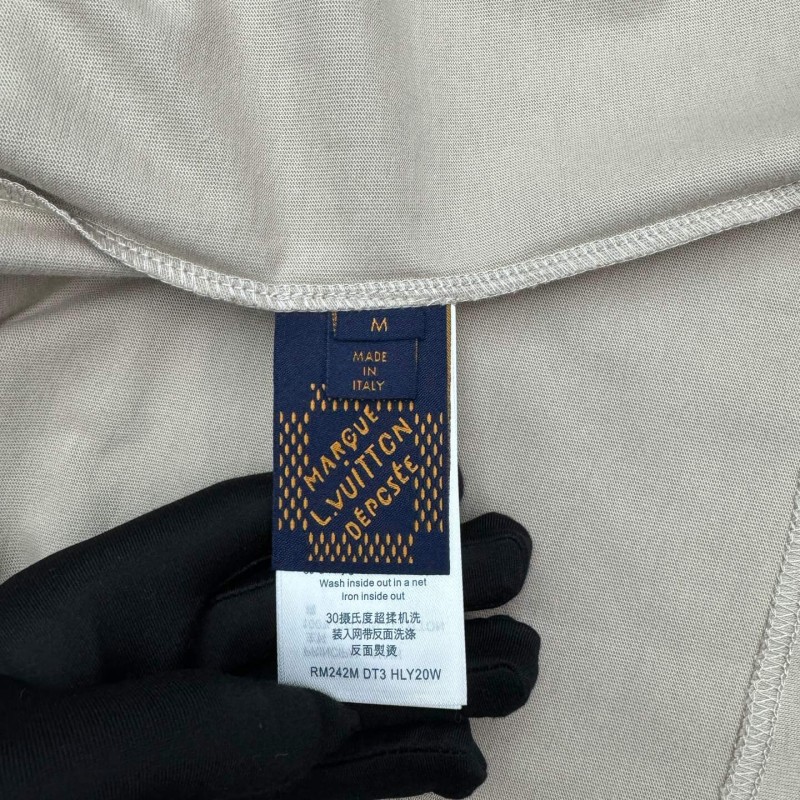 M
MADE
IN
ITALY
MARQUE
L.VUITTON
DÉPOSÉE
Wash inside out in a net
Iron inside out
30摄氏度超揉机洗
装入网带反面洗涤
反面熨烫
RM242M DT3 HLY20W